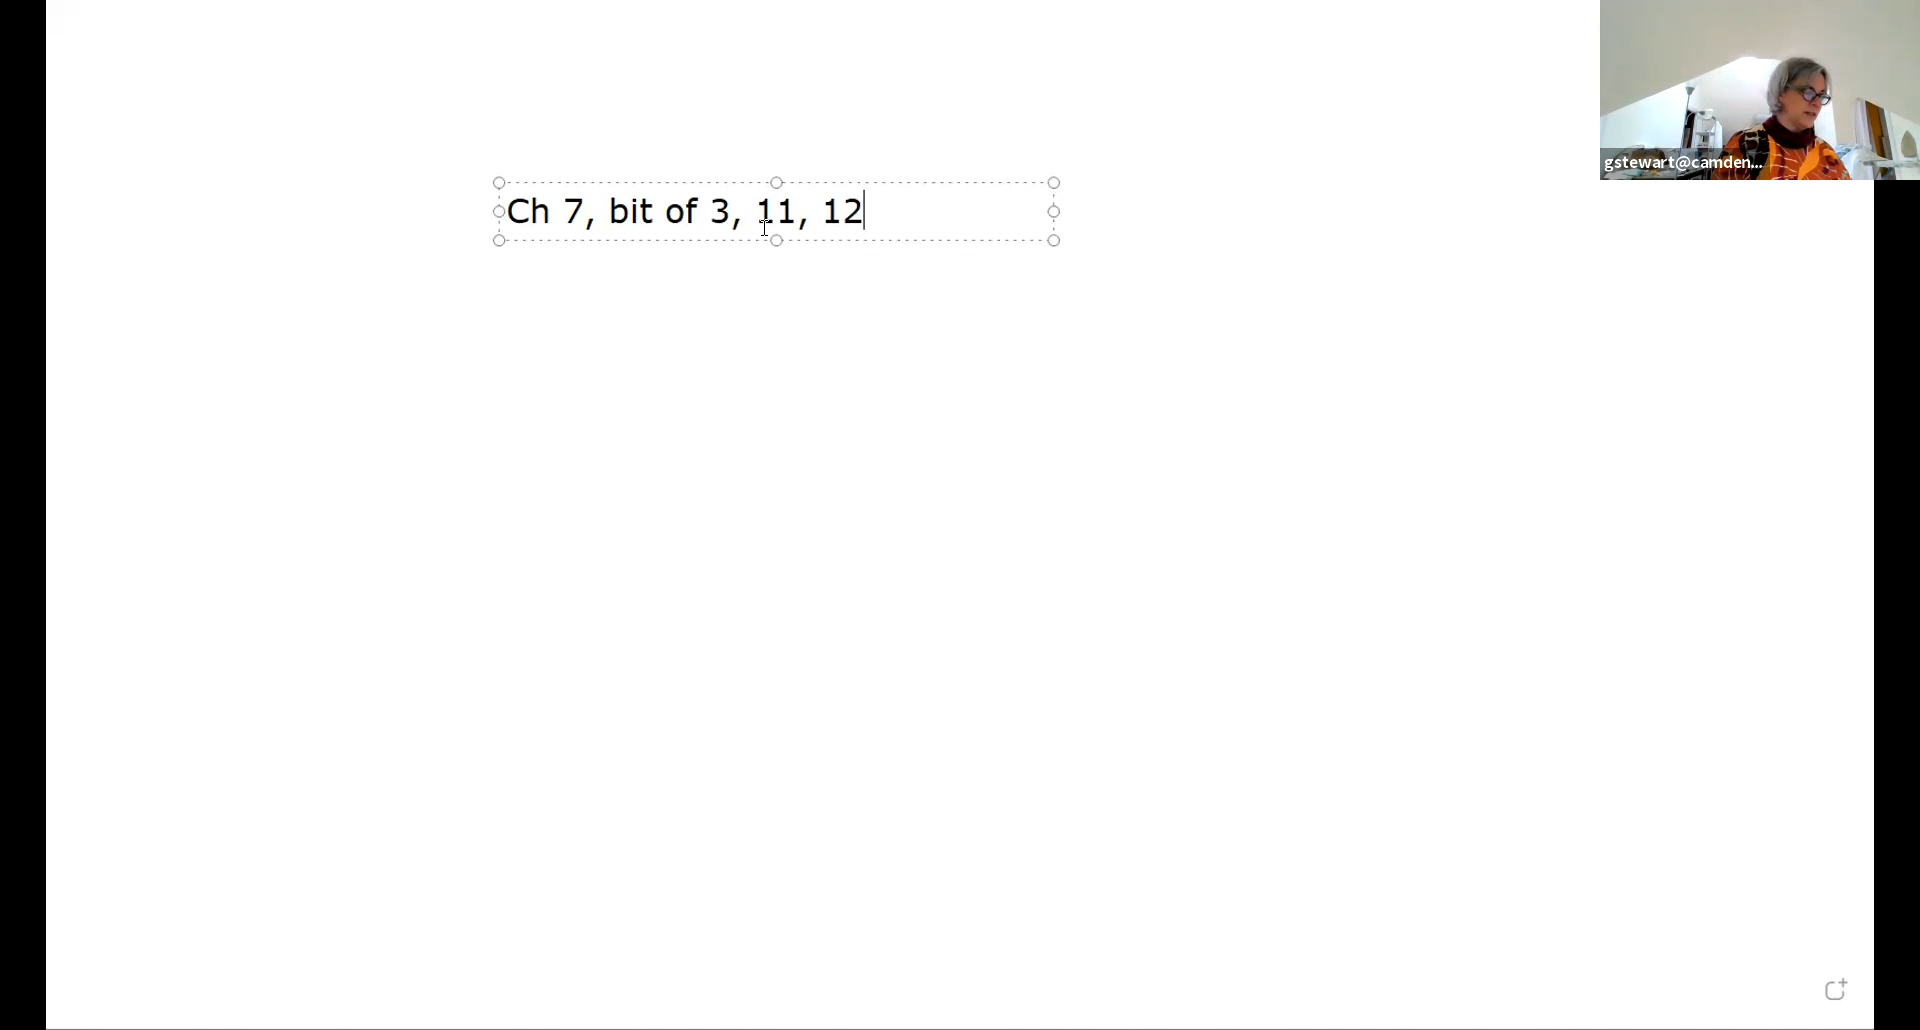 gstewart@camden...
Ch 7, bit of 3, 11, 12